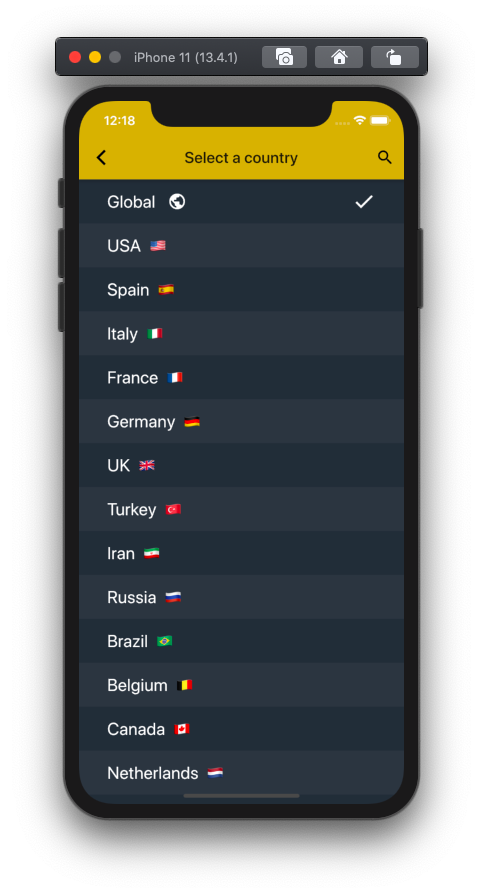 iPhone 11 (13.4.1)
12:18
Select a country
Global
USA
Spain
Italy
France
Germany
UK
Turkey
Iran
Russia
Brazil
Belgium
Canada
Netherlands